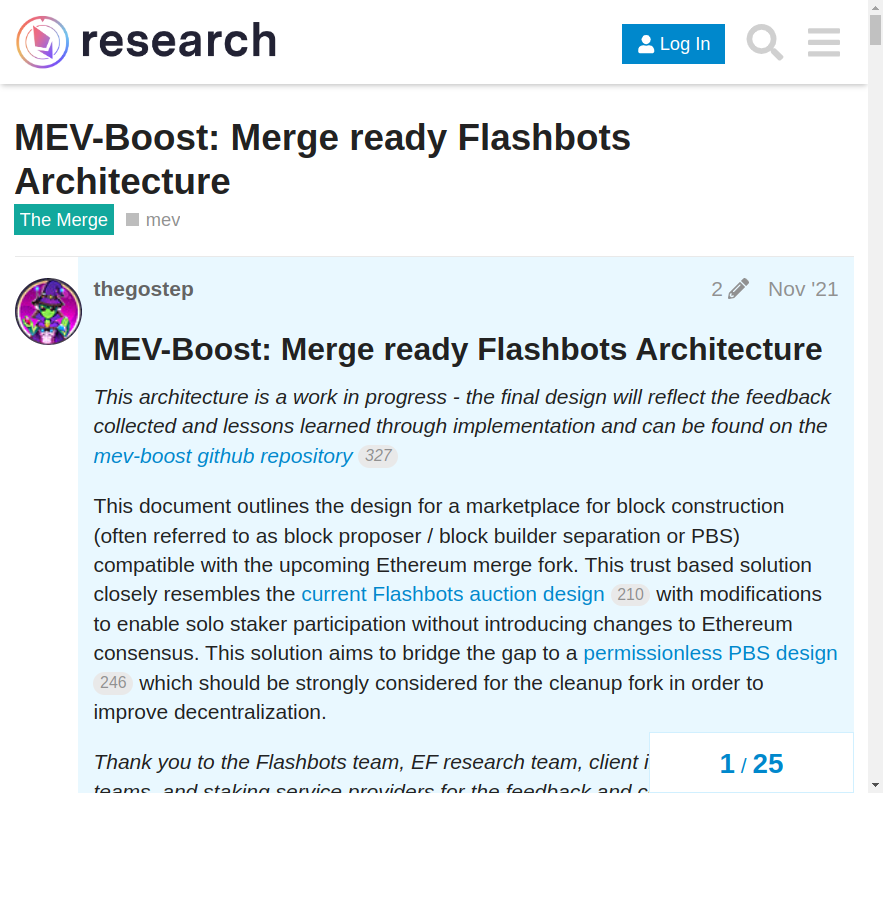 research
Log In
MEV-Boost: Merge ready Flashbots
Architecture
The Merge
mev
thegostep
2
Nov '21
MEV-Boost: Merge ready Flashbots Architecture
This architecture is a work in progress - the final design will reflect the feedback
collected and lessons learned through implementation and can be found on the
mev-boost github repository 327
This document outlines the design for a marketplace for block construction
(often referred to as block proposer / block builder separation or PBS)
compatible with the upcoming Ethereum merge fork. This trust based solution
closely resembles the current Flashbots auction design 210 with modifications
to enable solo staker participation without introducing changes to Ethereum
consensus. This solution aims to bridge the gap to a permissionless PBS design
246 which should be strongly considered for the cleanup fork in order to
improve decentralization.
Thank you to the Flashbots team, EF research team, client
teams, and staking service providers for the feedback and
1 / 25